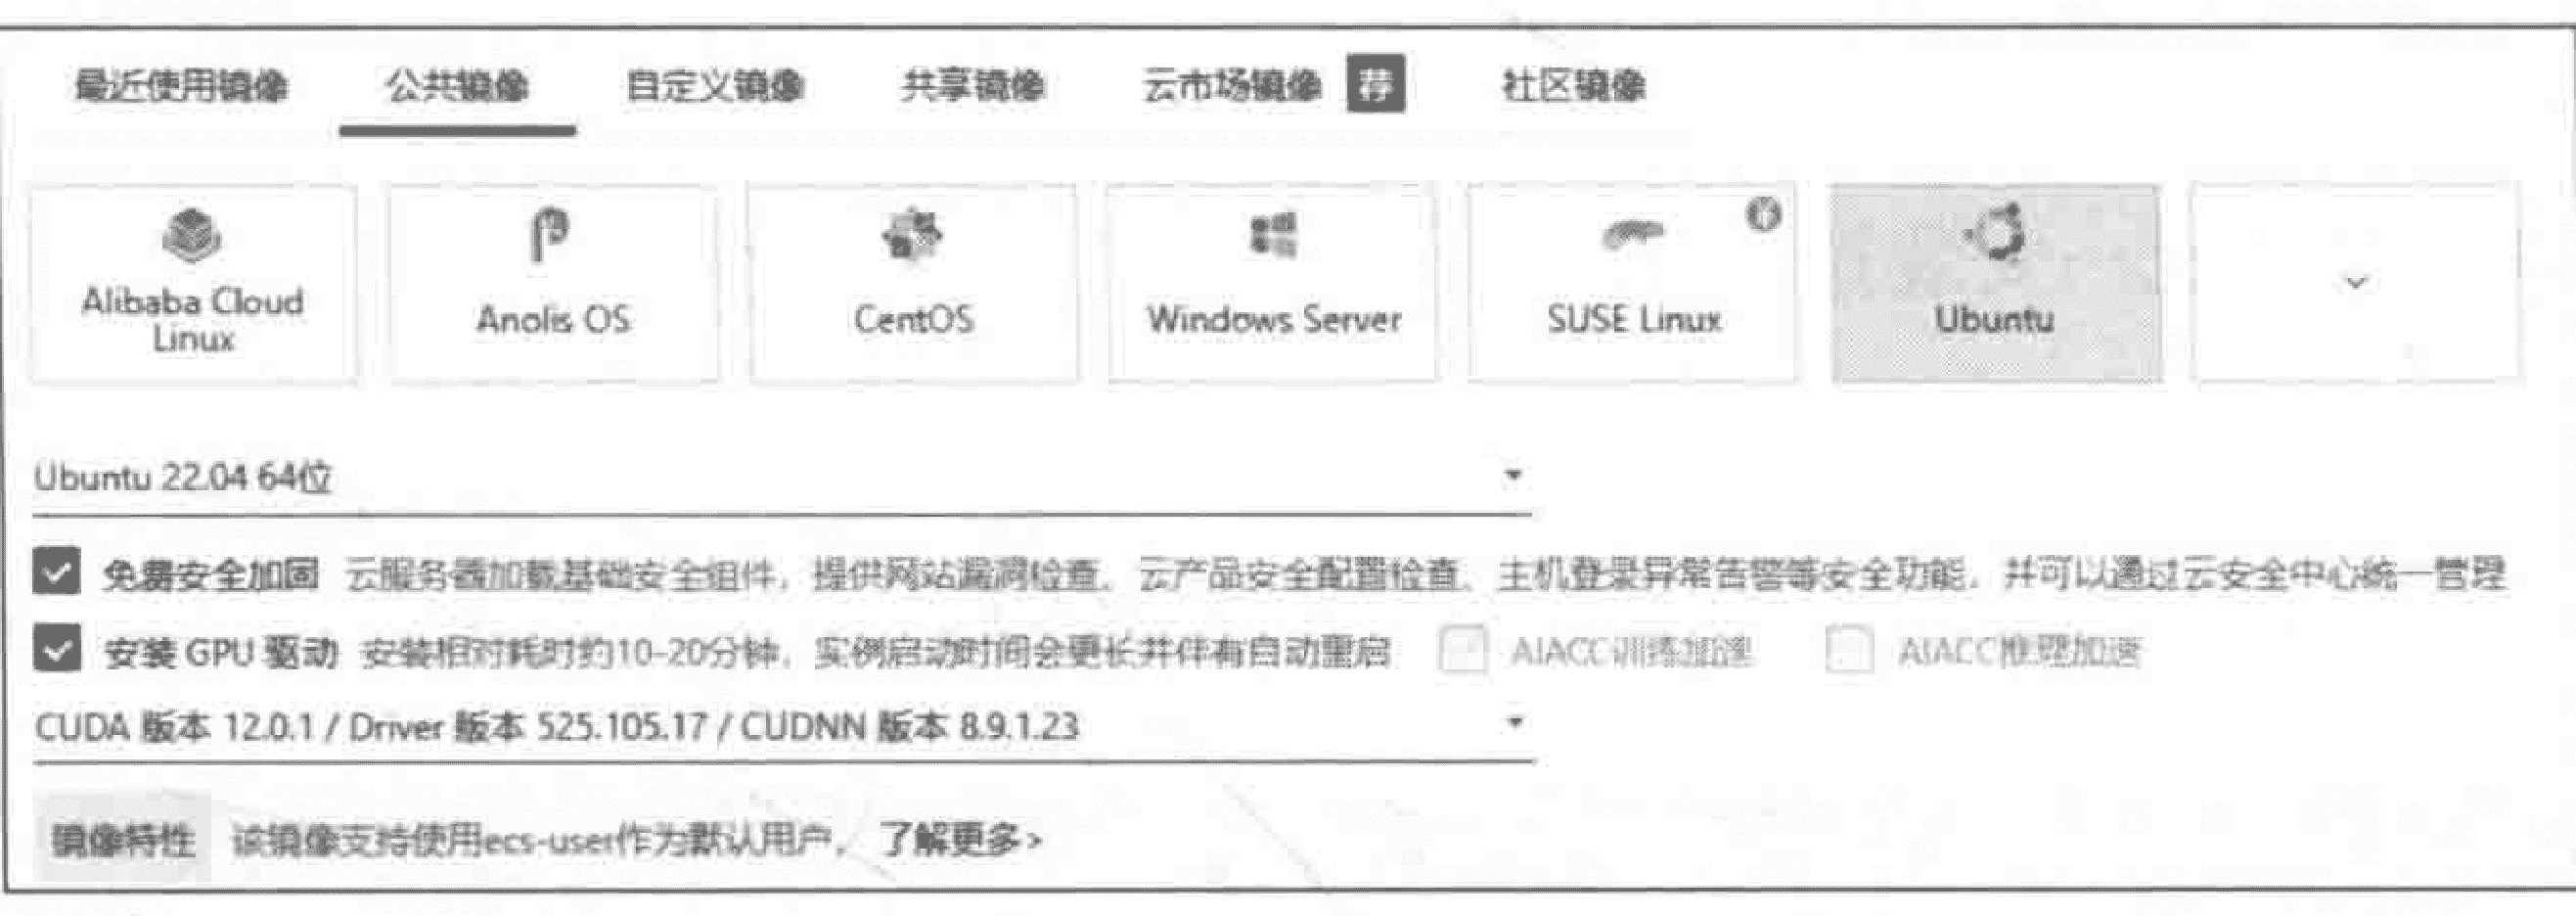 最近使用镜像 公共镜像 自定义镜像 共享镜像 云市场镜像 荐 社区镜像
Alibaba Cloud Linux
Anolis OS
CentOS
Windows Server
SUSE Linux
Ubuntu
Ubuntu 22.04 64位
免费安全加固 云服务器加载基础安全组件，提供网站漏洞检查、云产品安全配置检查、主机登录异常告警等安全功能，并可以通过云安全中心统一管理
安装 GPU 驱动 安装相对耗时约10-20分钟，实例启动时间会更长并伴有自动重启 AIACC训练加速 AIACC推理加速
CUDA 版本 12.0.1 / Driver 版本 525.105.17 / CUDNN 版本 8.9.1.23
镜像特性 该镜像支持使用ecs-user作为默认用户， 了解更多>